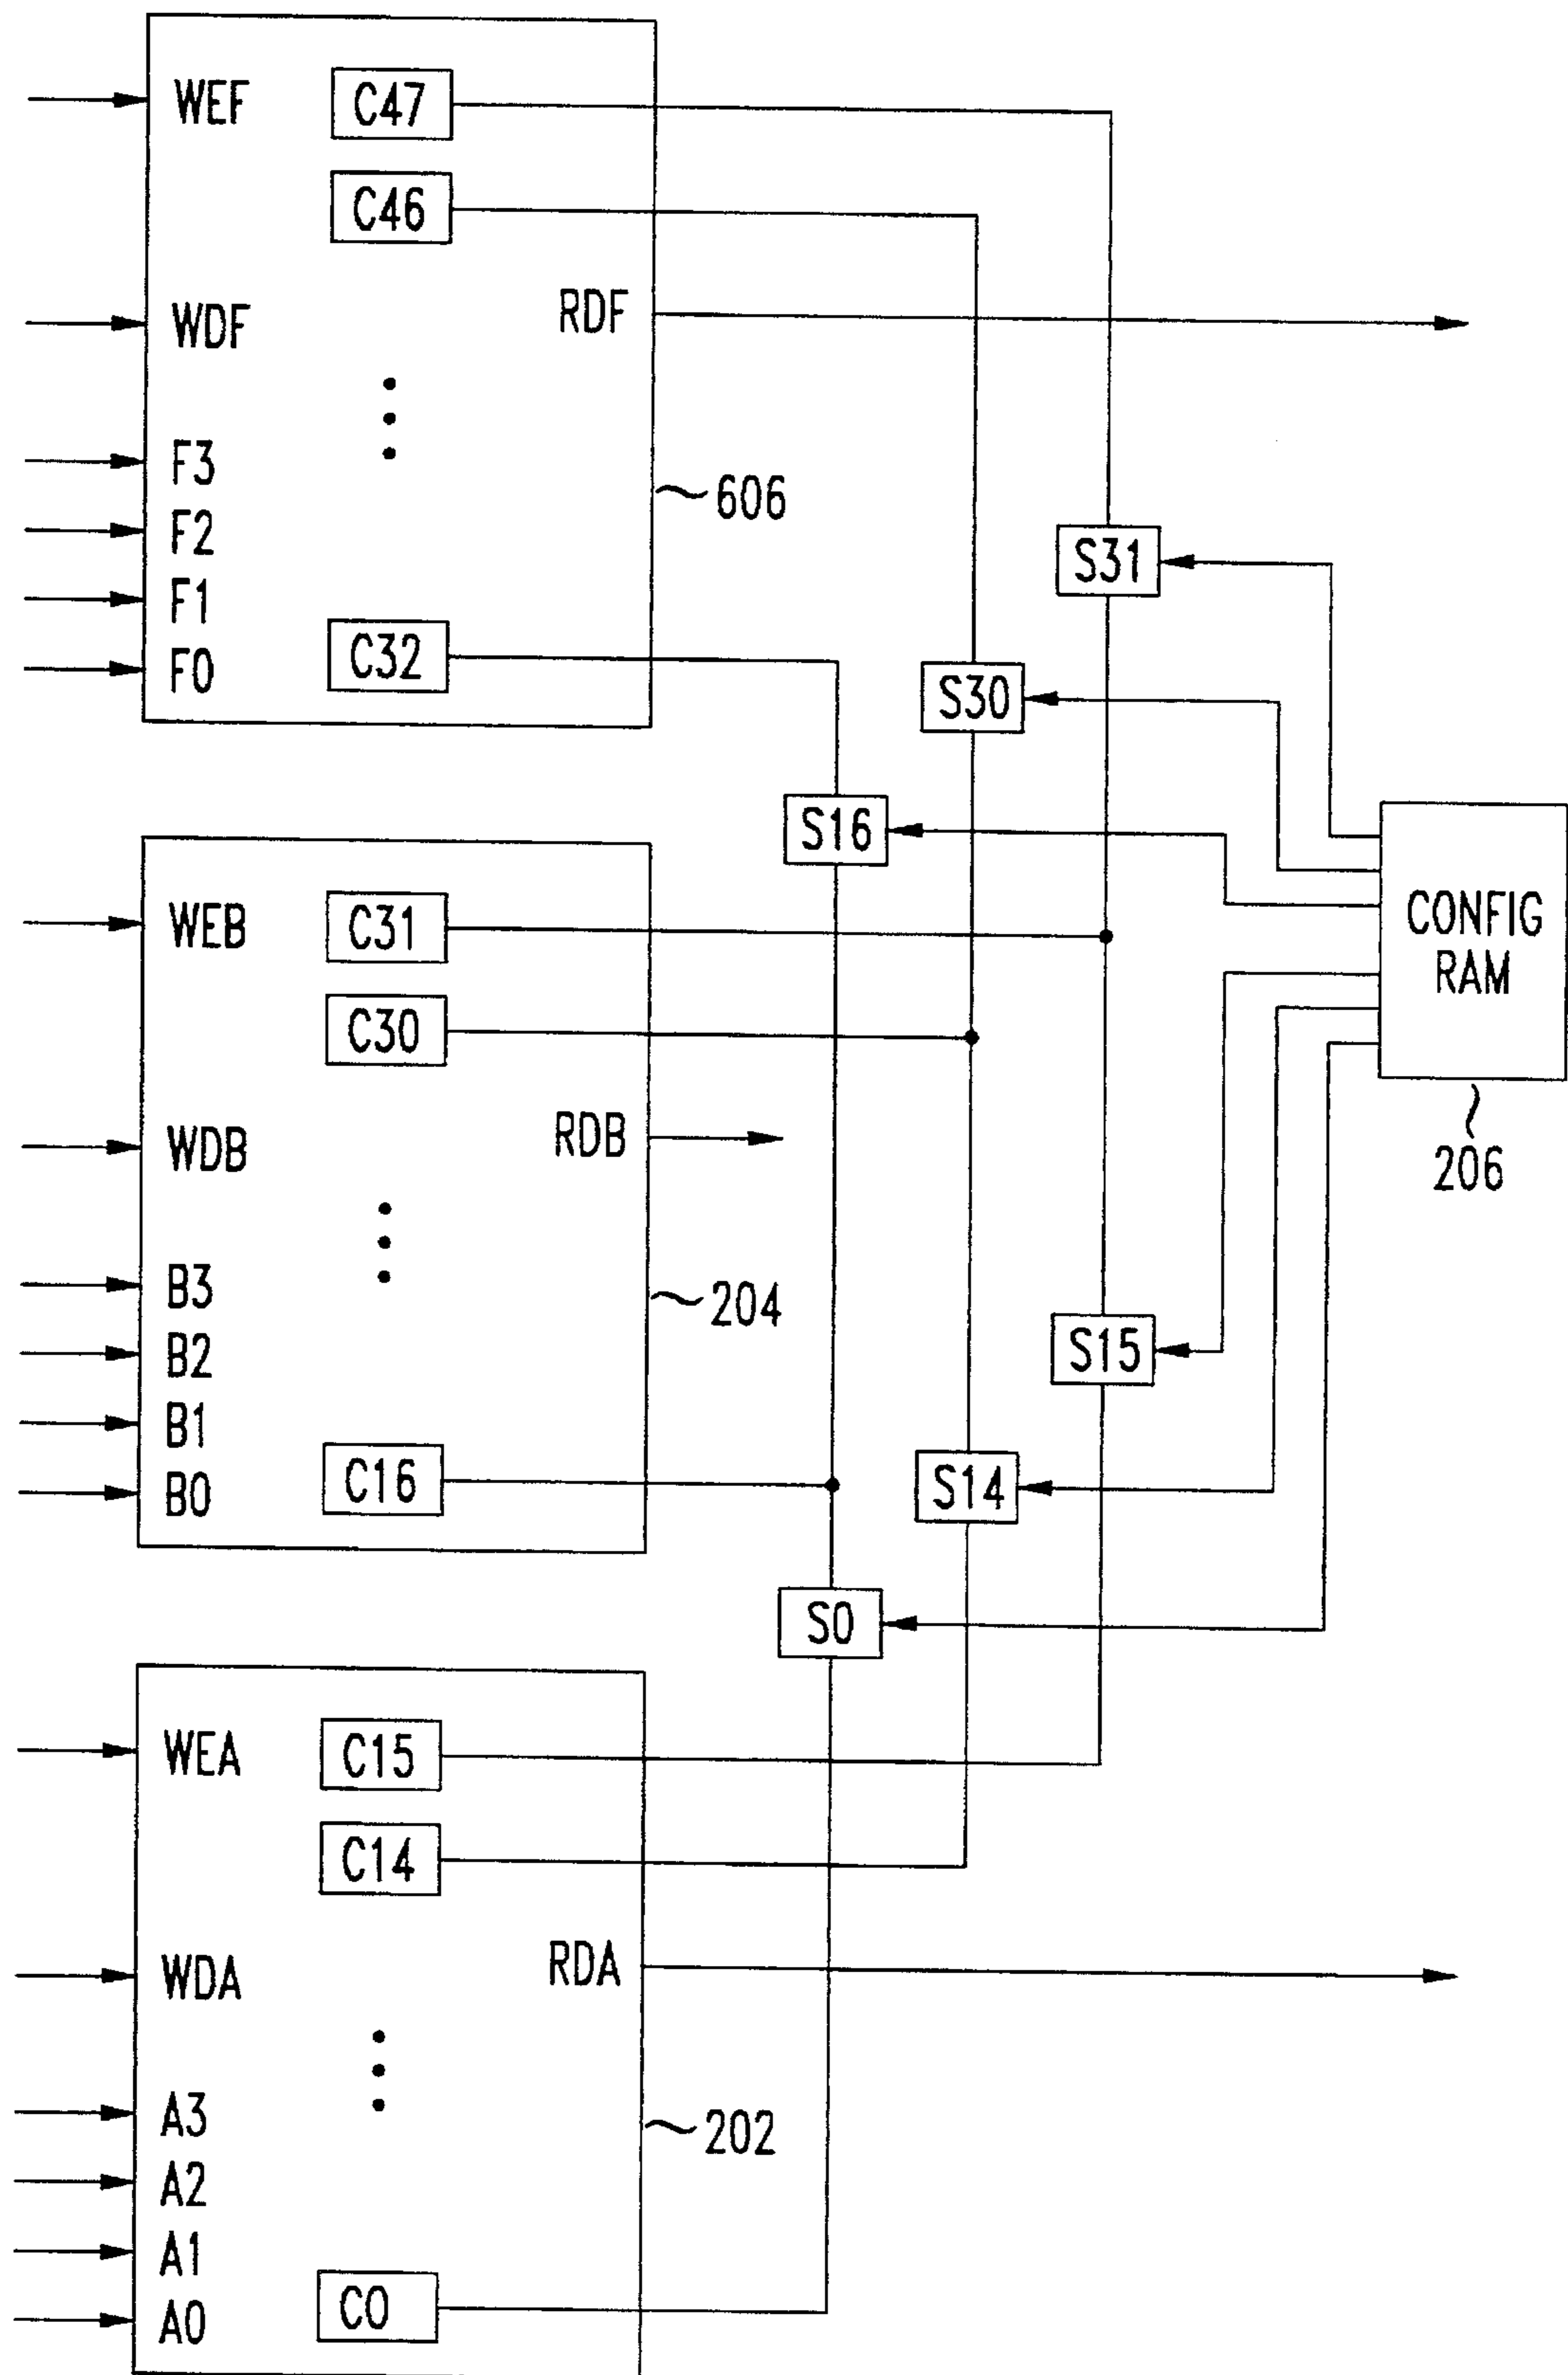 WEF
C47
C46
WDF
RDF
F3
F2
F1
F0
C32
606
S31
S30
S16
CONFIG
RAM
206
WEB
C31
C30
WDB
RDB
B3
B2
B1
B0
C16
204
S15
S14
S0
WEA
C15
C14
WDA
RDA
A3
A2
A1
A0
C0
202